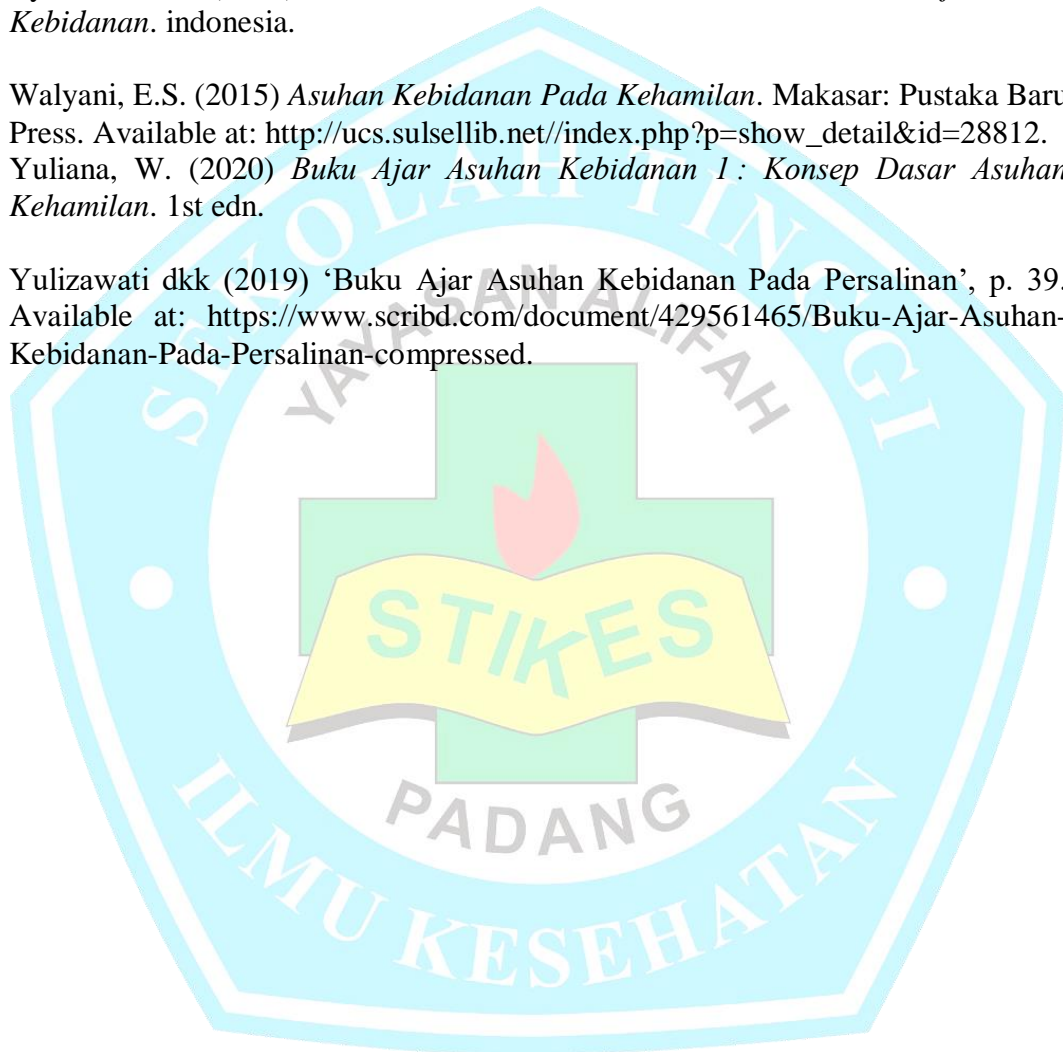 Kebidanan. indonesia.
Walyani, E.S. (2015) Asuhan Kebidanan Pada Kehamilan. Makasar: Pustaka Baru
Press. Available at: http://ucs.sulsellib.net//index.php?p=show_detail&id=28812.
Yuliana, W. (2020) Buku Ajar Asuhan Kebidanan 1 : Konsep Dasar Asuhan
Kehamilan. 1st edn.
Yulizawati dkk (2019) ‘Buku Ajar Asuhan Kebidanan Pada Persalinan’, p. 39.
Available at: https://www.scribd.com/document/429561465/Buku-Ajar-Asuhan-
Kebidanan-Pada-Persalinan-compressed.
SEKOLAH TINGGI
YAYASAN ALIFAH
STIKES
PADANG
ILMU KESEHATAN